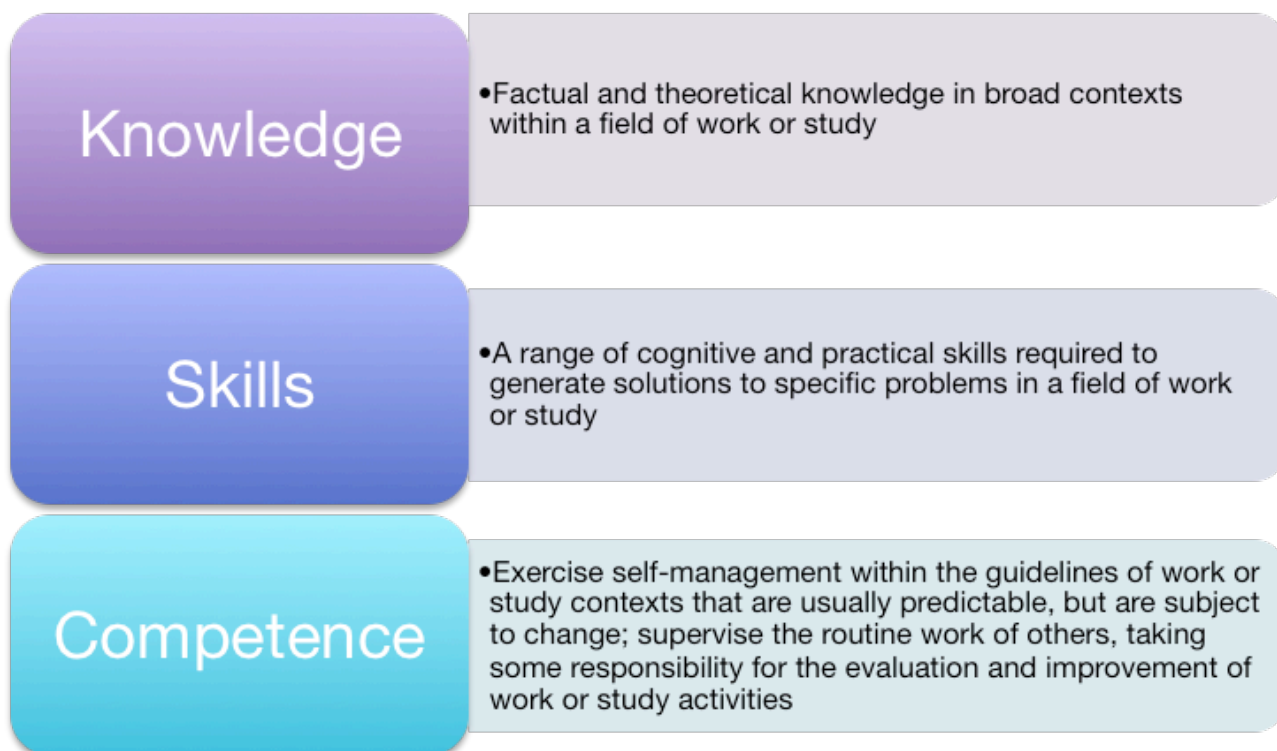 Knowledge
•Factual and theoretical knowledge in broad contexts
within a field of work or study
Skills
•A range of cognitive and practical skills required to
generate solutions to specific problems in a field of work
or study
Competence
•Exercise self-management within the guidelines of work or
study contexts that are usually predictable, but are subject
to change; supervise the routine work of others, taking
some responsibility for the evaluation and improvement of
work or study activities